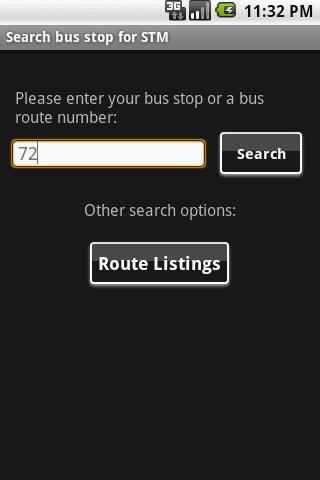 3G 11:32 PM
Search bus stop for STM
Please enter your bus stop or a bus
route number:
72 Search
Other search options:
Route Listings